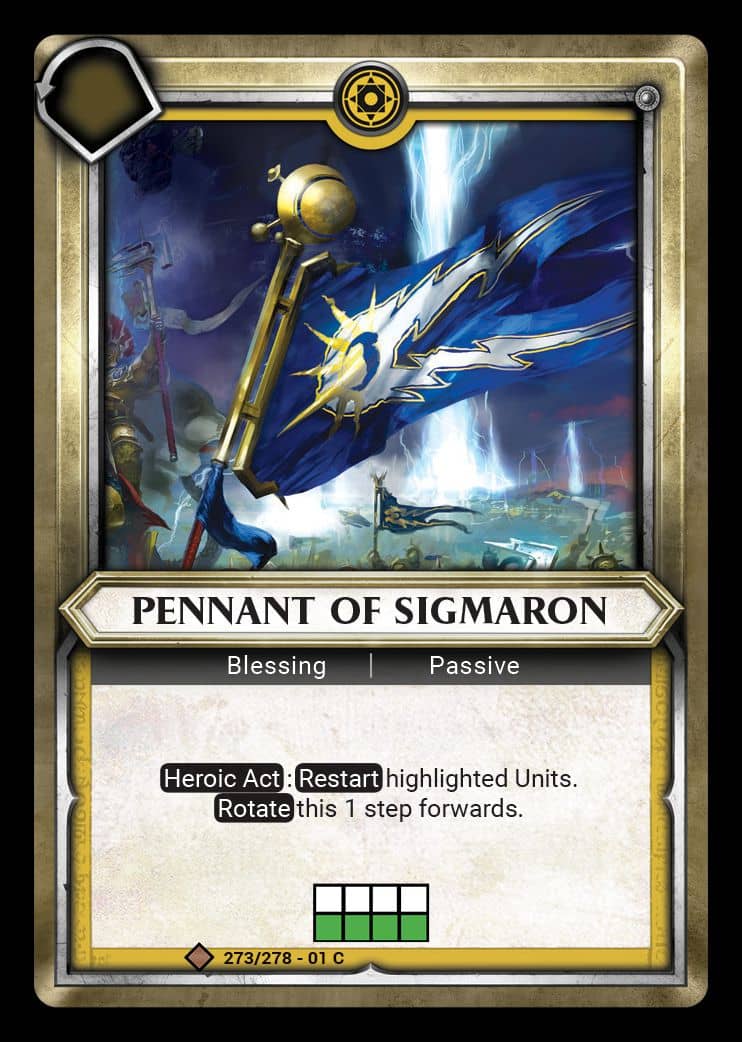 PENNANT OF SIGMARON
Blessing | Passive
Heroic Act : Restart highlighted Units.
Rotate this 1 step forwards.
273/278 - 01 C